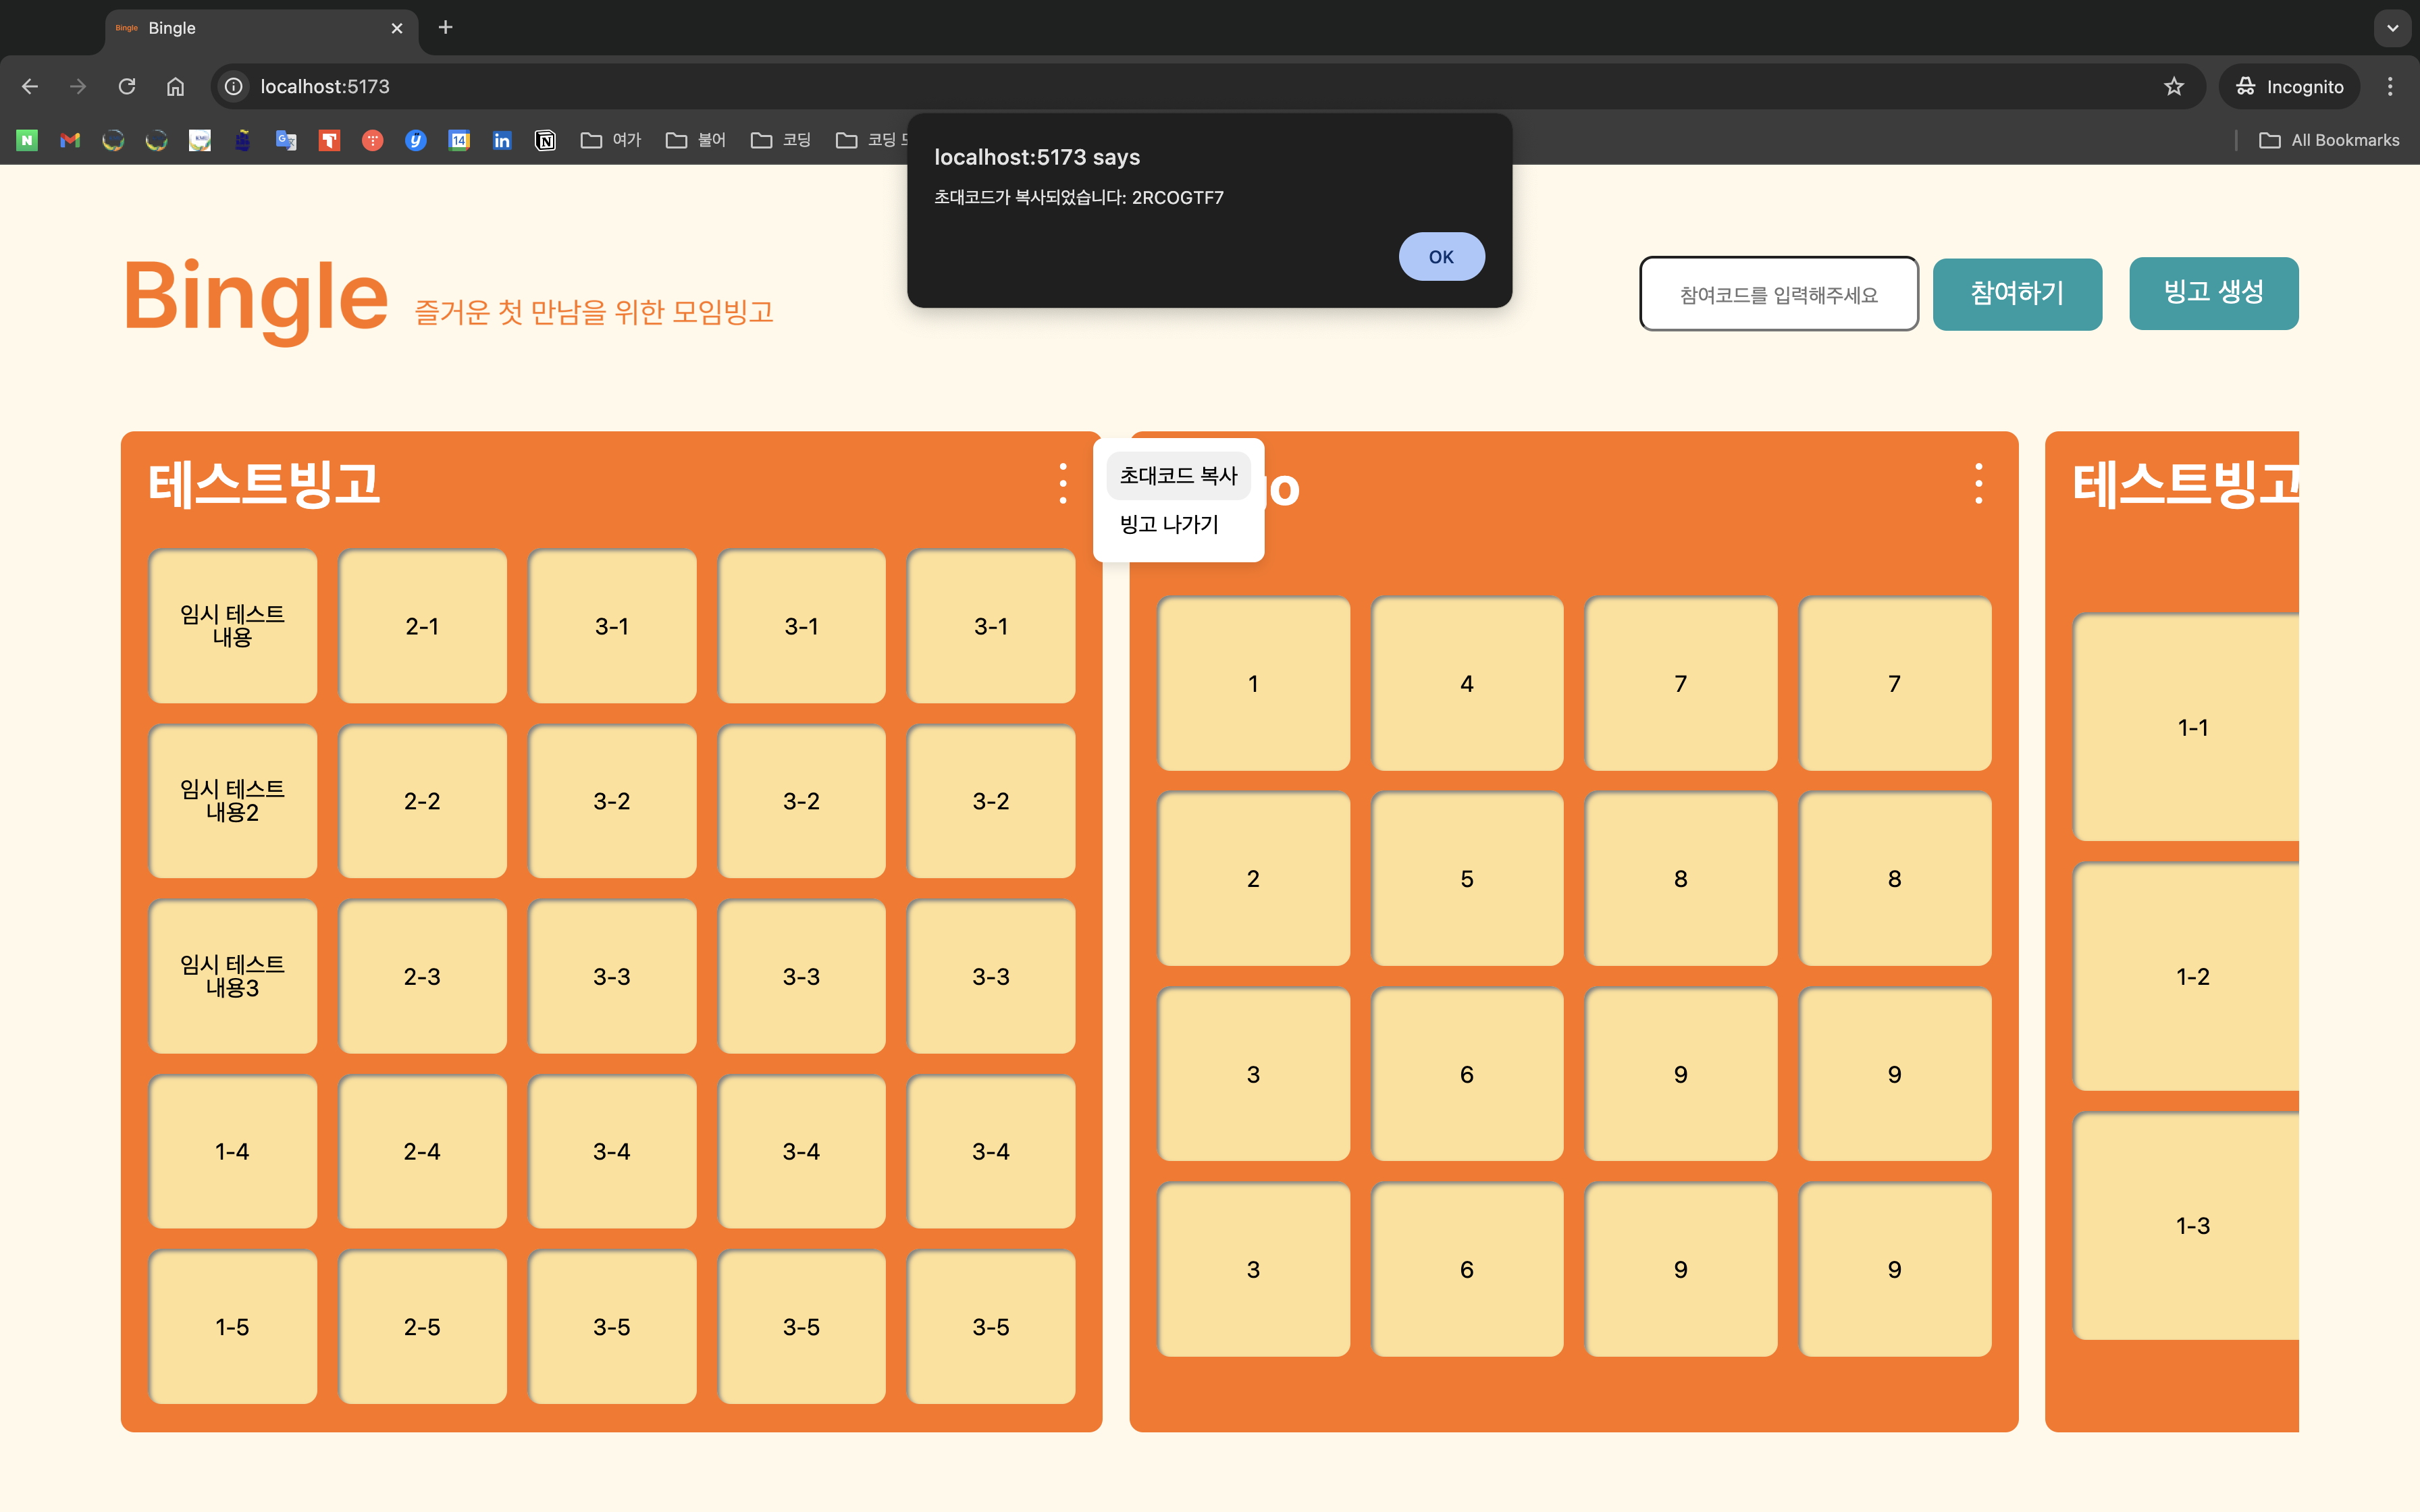 Bingle
Bingle
localhost:5173
Incognito
여가
불어
코딩
All Bookmarks
localhost:5173 says
초대코드가 복사되었습니다: 2RCOGTF7
OK
Bingle
즐거운 첫 만남을 위한 모임빙고
참여코드를 입력해주세요
참여하기
빙고 생성
테스트빙고
초대코드 복사
빙고 나가기
테스트빙고
임시 테스트
내용
2-1
3-1
3-1
3-1
임시 테스트
내용2
2-2
3-2
3-2
3-2
임시 테스트
내용3
2-3
3-3
3-3
3-3
1-4
2-4
3-4
3-4
3-4
1-5
2-5
3-5
3-5
3-5
1
4
7
7
2
5
8
8
3
6
9
9
3
6
9
9
1-1
1-2
1-3